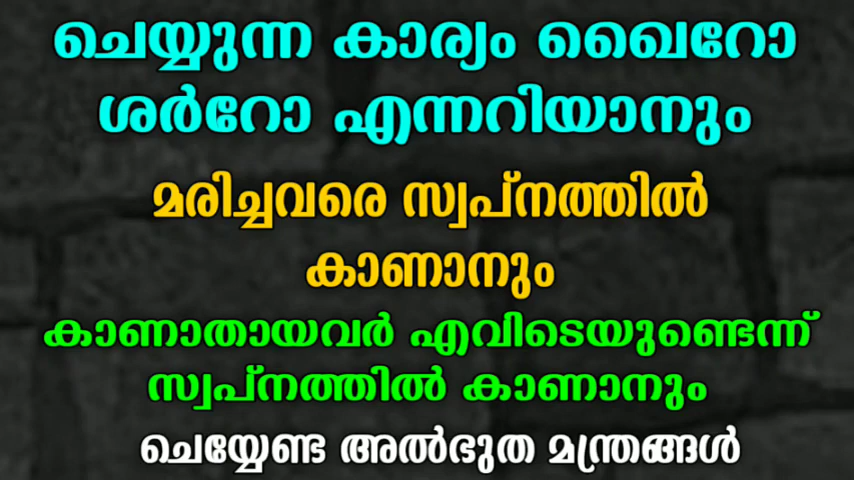 ചെയ്യുന്ന കാര്യം ഖൈറോ
ശർറോ എന്നറിയാനും
മരിച്ചവരെ സ്വപ്നത്തിൽ
കാണാനും
കാണാതായവർ എവിടെയുണ്ടെന്ന്
സ്വപ്നത്തിൽ കാണാനും
ചെയ്യേണ്ട അൽഭുത മന്ത്രങ്ങൾ